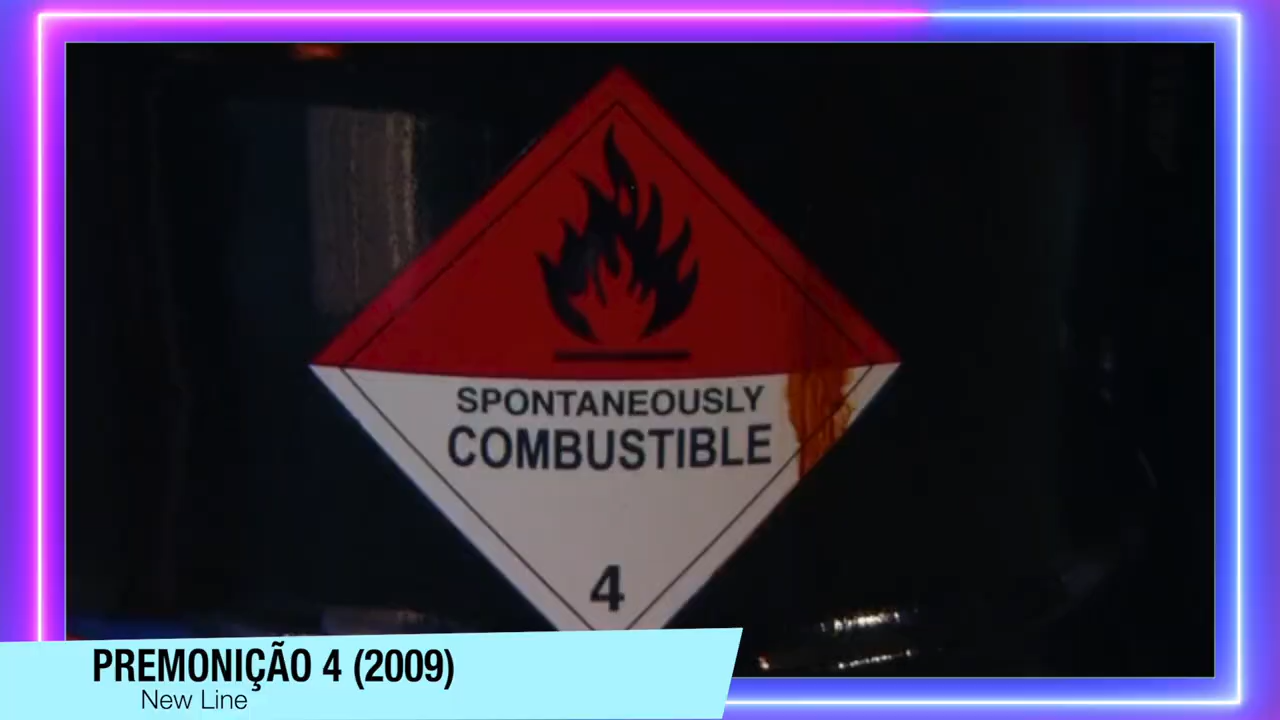 SPONTANEOUSLY
COMBUSTIBLE
4
PREMONIÇÃO 4 (2009)
New Line